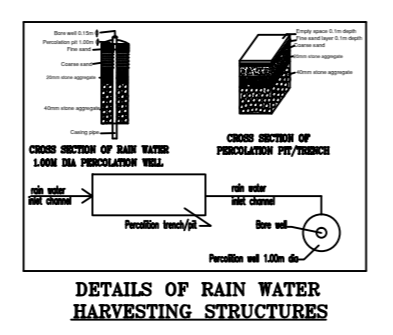 Bore well 0.15m
Percolation pit 1.00m
Fine sand
Coarse sand
20mm stone aggregate
40mm stone aggregate
Casing pipe
CROSS SECTION OF RAIN WATER
1.00M DIA PERCOLATION WELL
Empty space 0.1m depth
Fine sand layer 0.1m depth
Coarse sand
20mm stone aggregate
40mm stone aggregate
CROSS SECTION OF
PERCOLATION PIT/TRENCH
rain water
inlet channel
Percolition trench/pit
rain water
inlet channel
Bore well
Percolition well 1.00m dia
DETAILS OF RAIN WATER
HARVESTING STRUCTURES